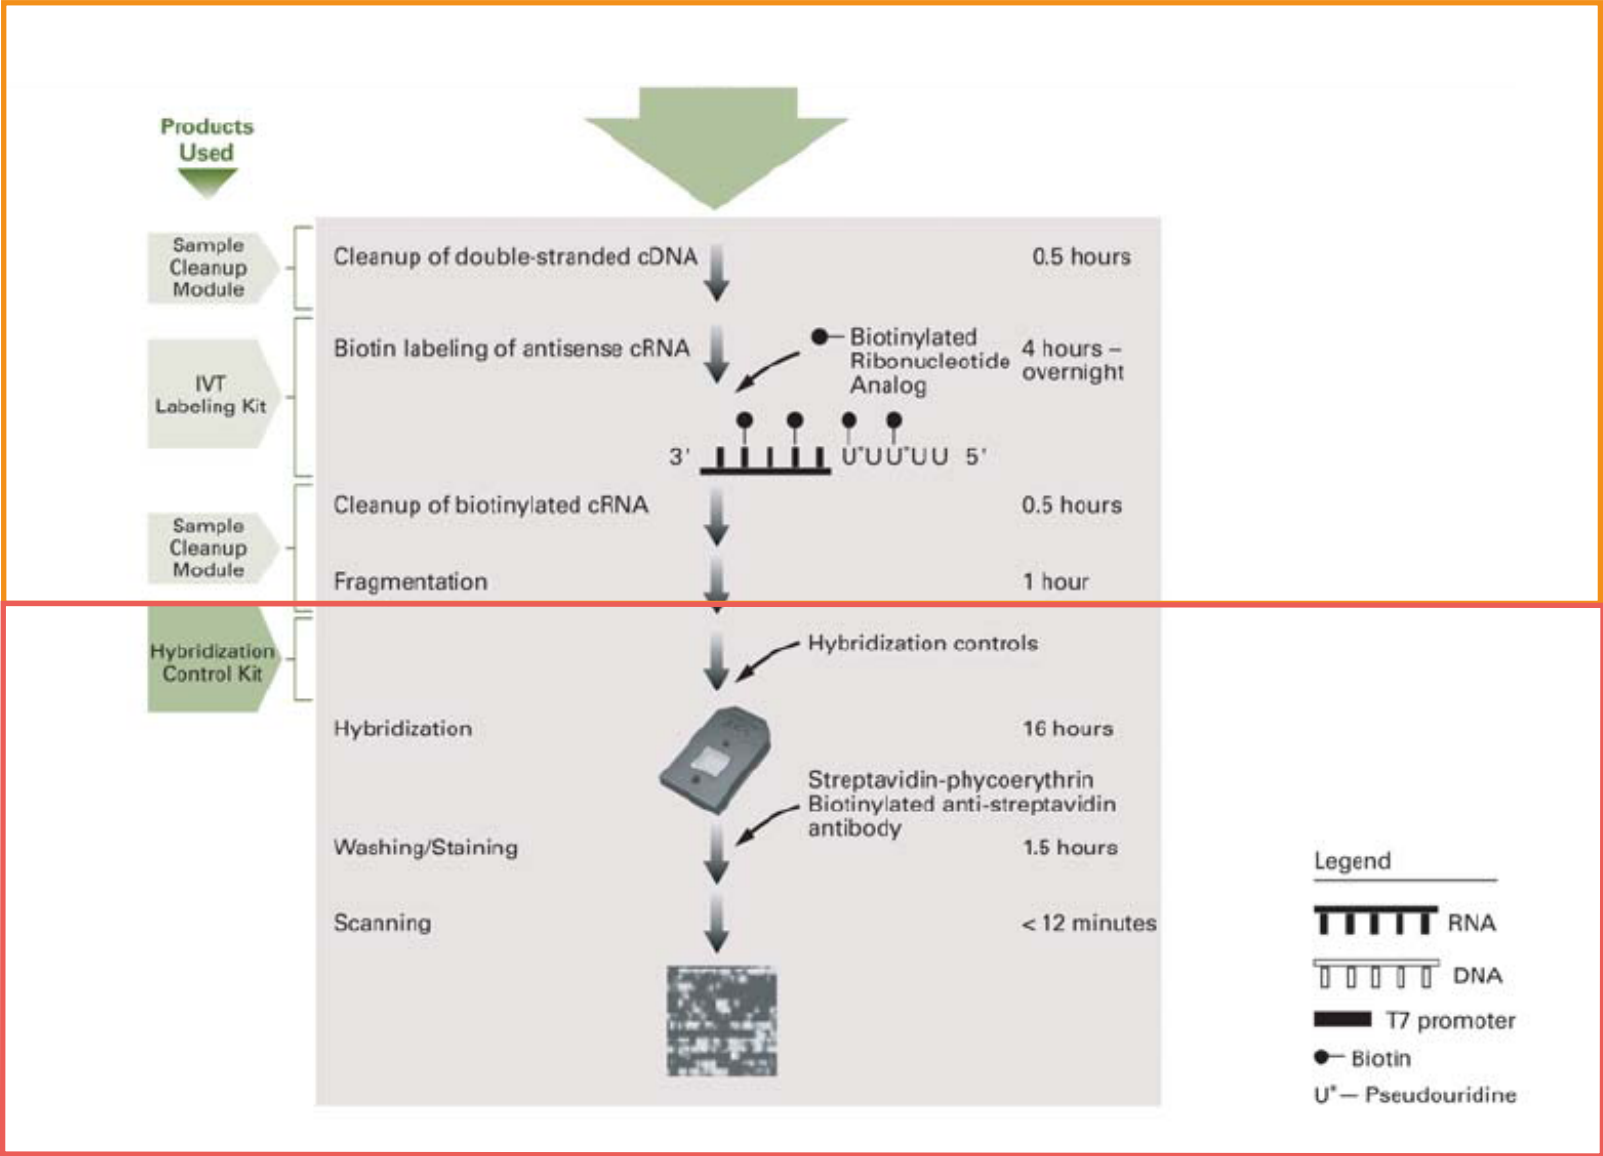 Products
Used
Sample
Cleanup
Module
Cleanup of double-stranded cDNA
0.5 hours
IVT
Labeling Kit
Biotin labeling of antisense cRNA
Biotinylated
Ribonucleotide
Analog
4 hours –
overnight
3' U*UU*UU 5'
Sample
Cleanup
Module
Cleanup of biotinylated cRNA
0.5 hours
Fragmentation
1 hour
Hybridization
Control Kit
Hybridization controls
Hybridization
16 hours
Streptavidin-phycoerythrin
Biotinylated anti-streptavidin
antibody
Washing/Staining
1.5 hours
Scanning
< 12 minutes
Legend
RNA
DNA
T7 promoter
Biotin
U* — Pseudouridine